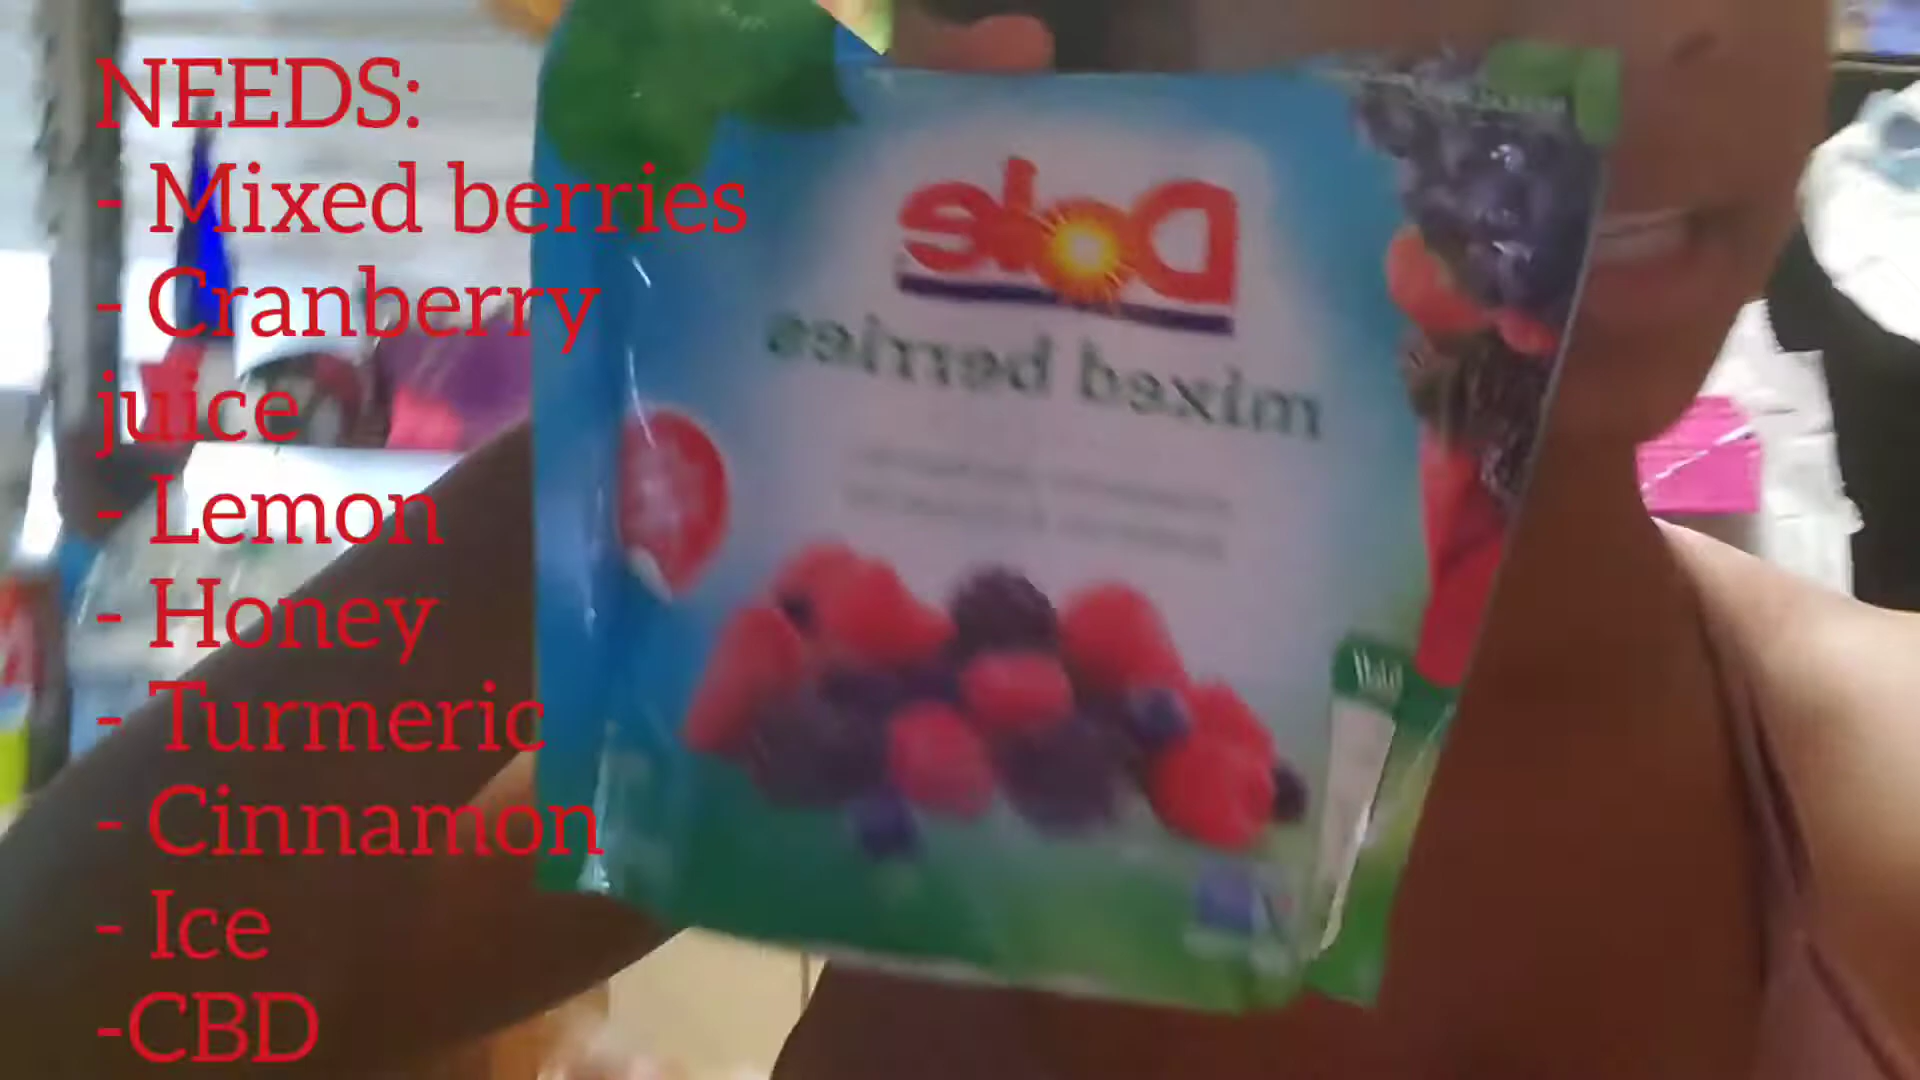 NEEDS:
- Mixed berries
- Cranberry
juice
- Lemon
- Honey
- Turmeric
- Cinnamon
- Ice
-CBD
Dole
mixed berries